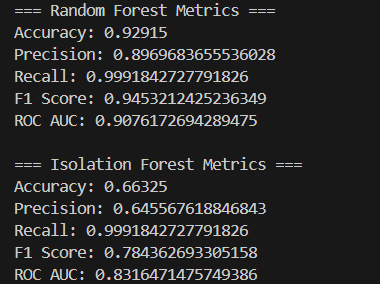 === Random Forest Metrics ===
Accuracy: 0.92915
Precision: 0.8969683655536028
Recall: 0.9991842727791826
F1 Score: 0.9453212425236349
ROC AUC: 0.9076172694289475
=== Isolation Forest Metrics ===
Accuracy: 0.66325
Precision: 0.645567618846843
Recall: 0.9991842727791826
F1 Score: 0.784362693305158
ROC AUC: 0.8316471475749386